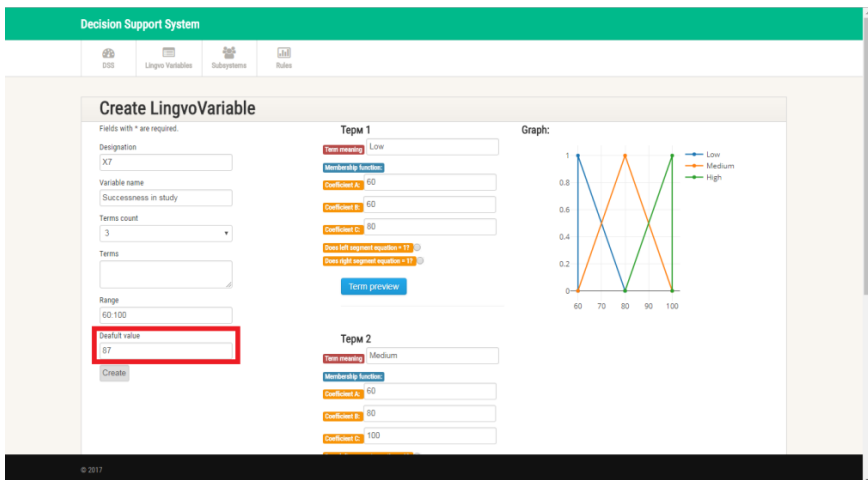 Decision Support System
DSS
Lingvo Variables
Subsystems
Rules
Create LingvoVariable
Fields with * are required.
Designation
X7
Variable name
Successness in study
Terms count
3
Terms
Range
60:100
Deafult value
87
Create
Терм 1
Term meaning Low
Membership function:
Coefficient A: 60
Coefficient B: 60
Coefficient C: 80
Does left segment equation = 1?
Does right segment equation = 1?
Term preview
Терм 2
Term meaning Medium
Membership function:
Coefficient A: 60
Coefficient B: 80
Coefficient C: 100
Graph:
1
0.8
0.6
0.4
0.2
0
60 70 80 90 100
Low
Medium
High
© 2017